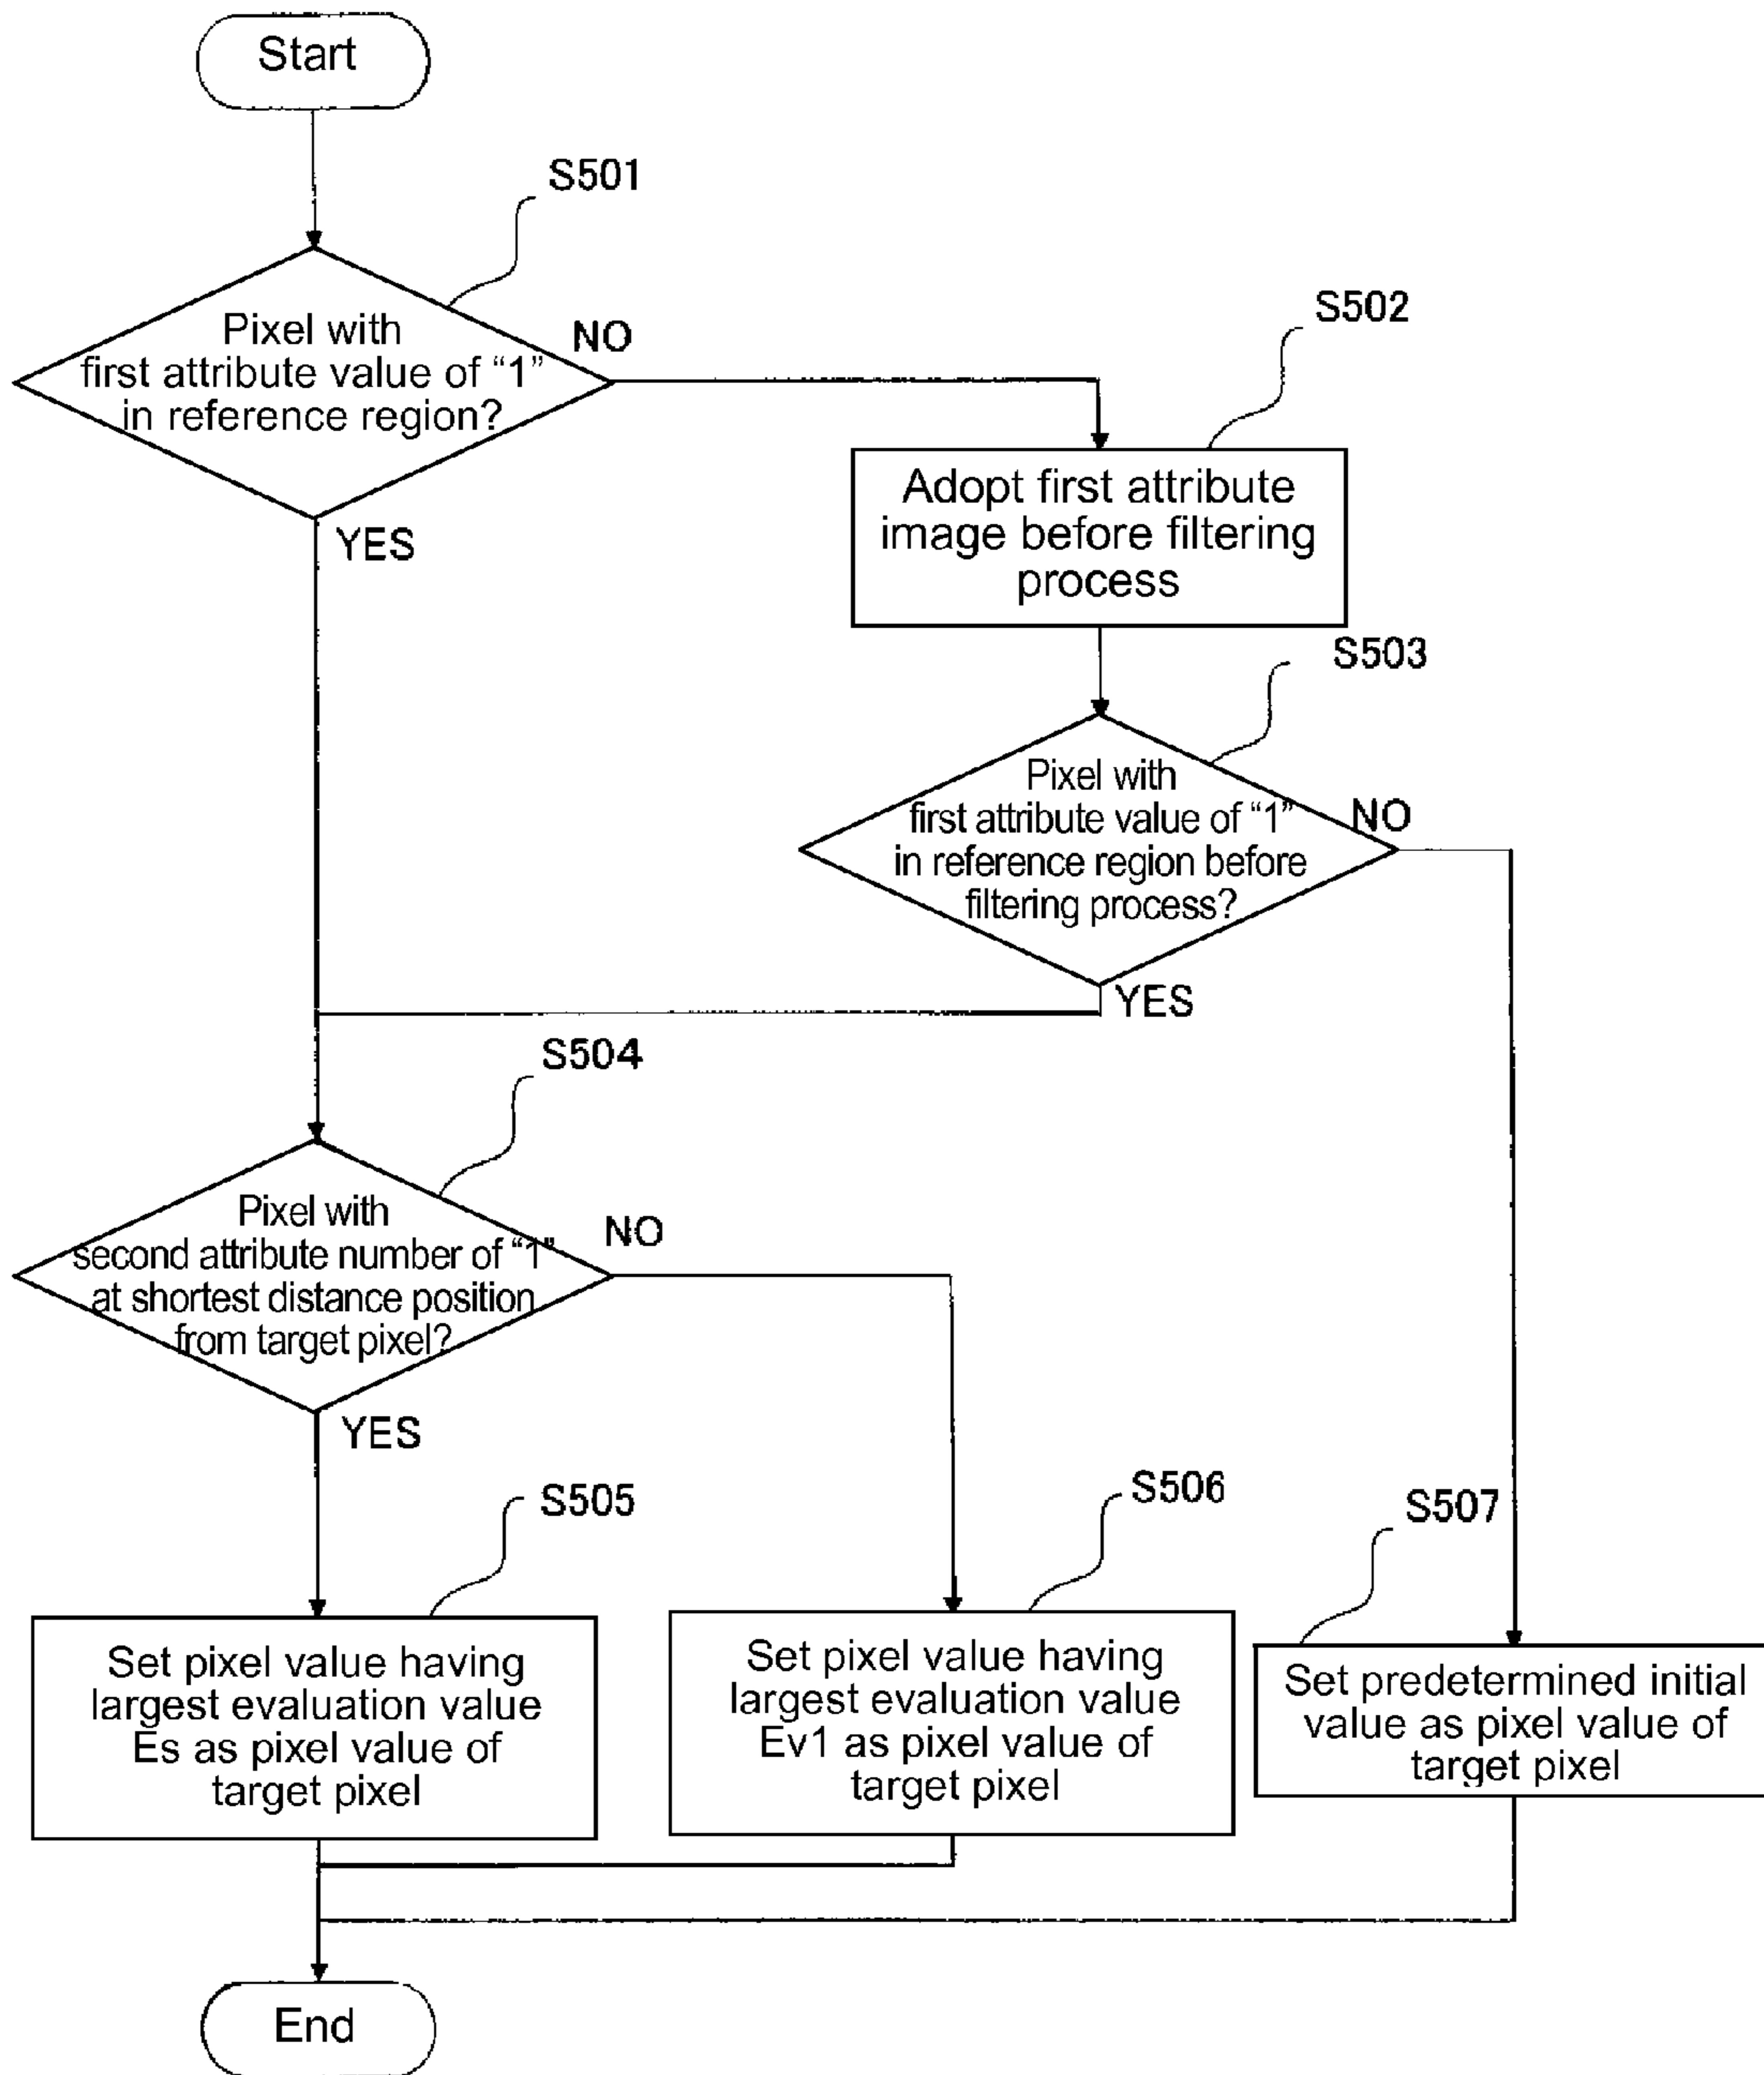 Start
S501
Pixel with
first attribute value of “1”
in reference region?
NO
YES
S502
Adopt first attribute
image before filtering
process
S503
Pixel with
first attribute value of “1”
in reference region before
filtering process?
NO
YES
S504
Pixel with
second attribute number of “1”
at shortest distance position
from target pixel?
NO
YES
S505
Set pixel value having
largest evaluation value
Es as pixel value of
target pixel
S506
Set pixel value having
largest evaluation value
Ev1 as pixel value of
target pixel
S507
Set predetermined initial
value as pixel value of
target pixel
End